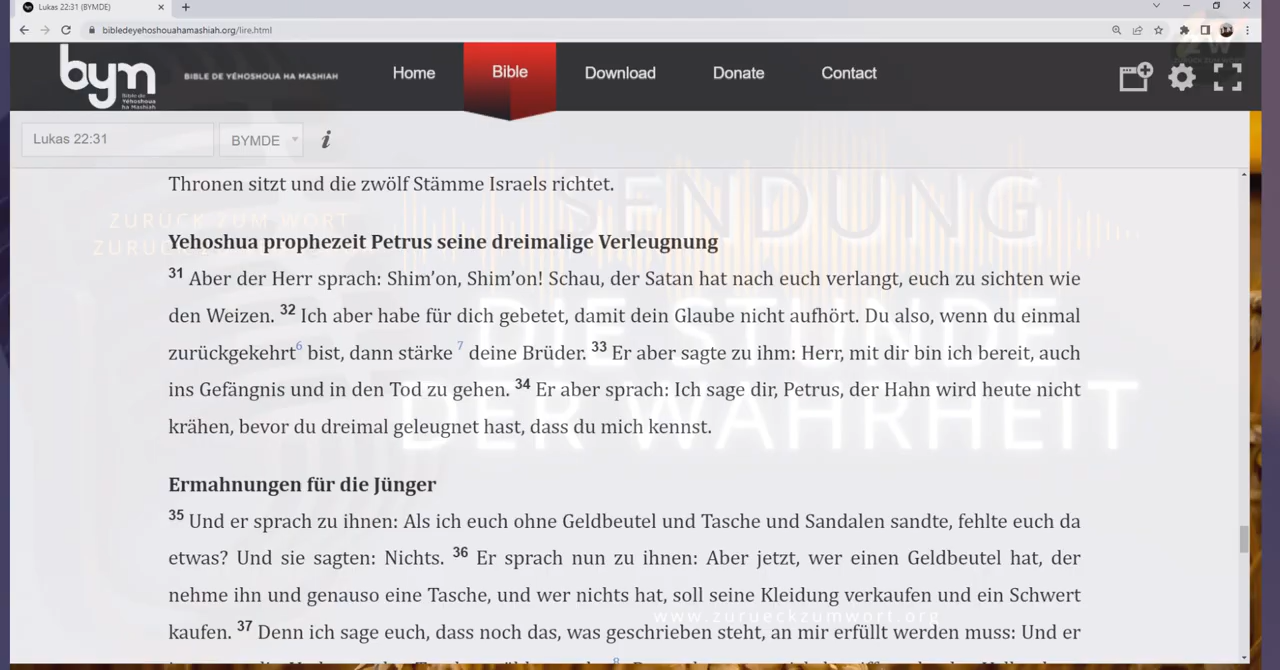 Lukas 22:31 (BYMDE)
bibledeyehoshouahamashiah.org/lire.html
bym
Bible de
Yéhoshoua
ha Mashiah
BIBLE DE YÉHOSHOUA HA MASHIAH
Home
Bible
Download
Donate
Contact
Lukas 22:31
BYMDE
i
Thronen sitzt und die zwölf Stämme Israels richtet.
SENDUNG
ZURÜCK ZUM WORT
Yehoshua prophezeit Petrus seine dreimalige Verleugnung
31 Aber der Herr sprach: Shim’on, Shim’on! Schau, der Satan hat nach euch verlangt, euch zu sichten wie
den Weizen. 32 Ich aber habe für dich gebetet, damit dein Glaube nicht aufhört. Du also, wenn du einmal
DIE STUNDE
zurückgekehrt6 bist, dann stärke 7 deine Brüder. 33 Er aber sagte zu ihm: Herr, mit dir bin ich bereit, auch
ins Gefängnis und in den Tod zu gehen. 34 Er aber sprach: Ich sage dir, Petrus, der Hahn wird heute nicht
DER WAHRHEIT
krähen, bevor du dreimal geleugnet hast, dass du mich kennst.
Ermahnungen für die Jünger
35 Und er sprach zu ihnen: Als ich euch ohne Geldbeutel und Tasche und Sandalen sandte, fehlte euch da
etwas? Und sie sagten: Nichts. 36 Er sprach nun zu ihnen: Aber jetzt, wer einen Geldbeutel hat, der
nehme ihn und genauso eine Tasche, und wer nichts hat, soll seine Kleidung verkaufen und ein Schwert
www.zurueckzumwort.org
kaufen. 37 Denn ich sage euch, dass noch das, was geschrieben steht, an mir erfüllt werden muss: Und er
8